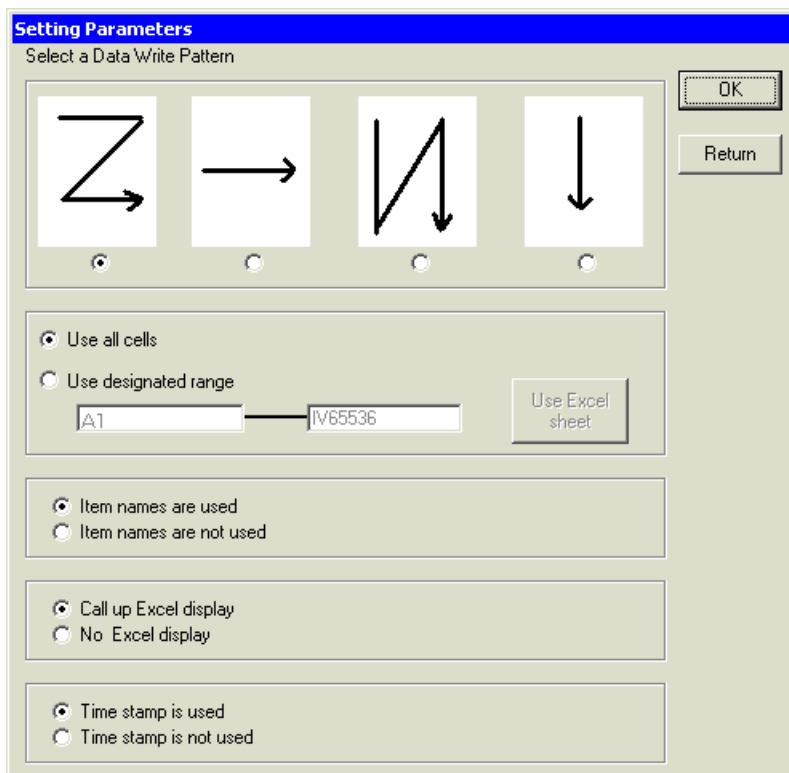 Setting Parameters
Select a Data Write Pattern
OK
Return
Use all cells
Use designated range
A1
IV65536
Use Excel
sheet
Item names are used
Item names are not used
Call up Excel display
No Excel display
Time stamp is used
Time stamp is not used